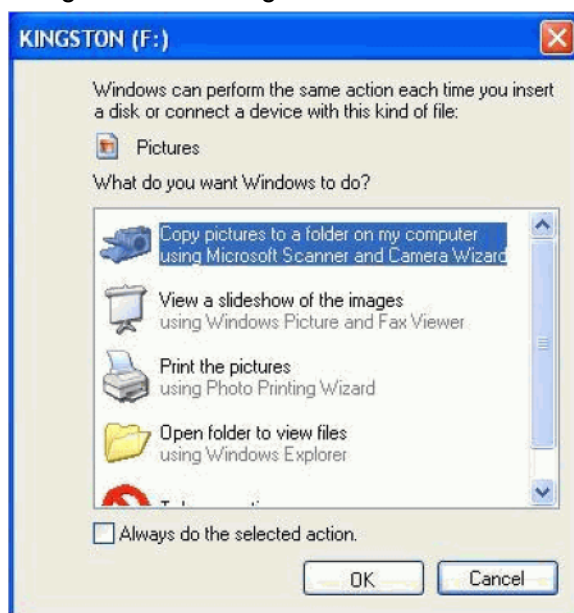 KINGSTON (F:)
Windows can perform the same action each time you insert
a disk or connect a device with this kind of file:
Pictures
What do you want Windows to do?
Copy pictures to a folder on my computer
using Microsoft Scanner and Camera Wizard
View a slideshow of the images
using Windows Picture and Fax Viewer
Print the pictures
using Photo Printing Wizard
Open folder to view files
using Windows Explorer
Always do the selected action.
OK Cancel